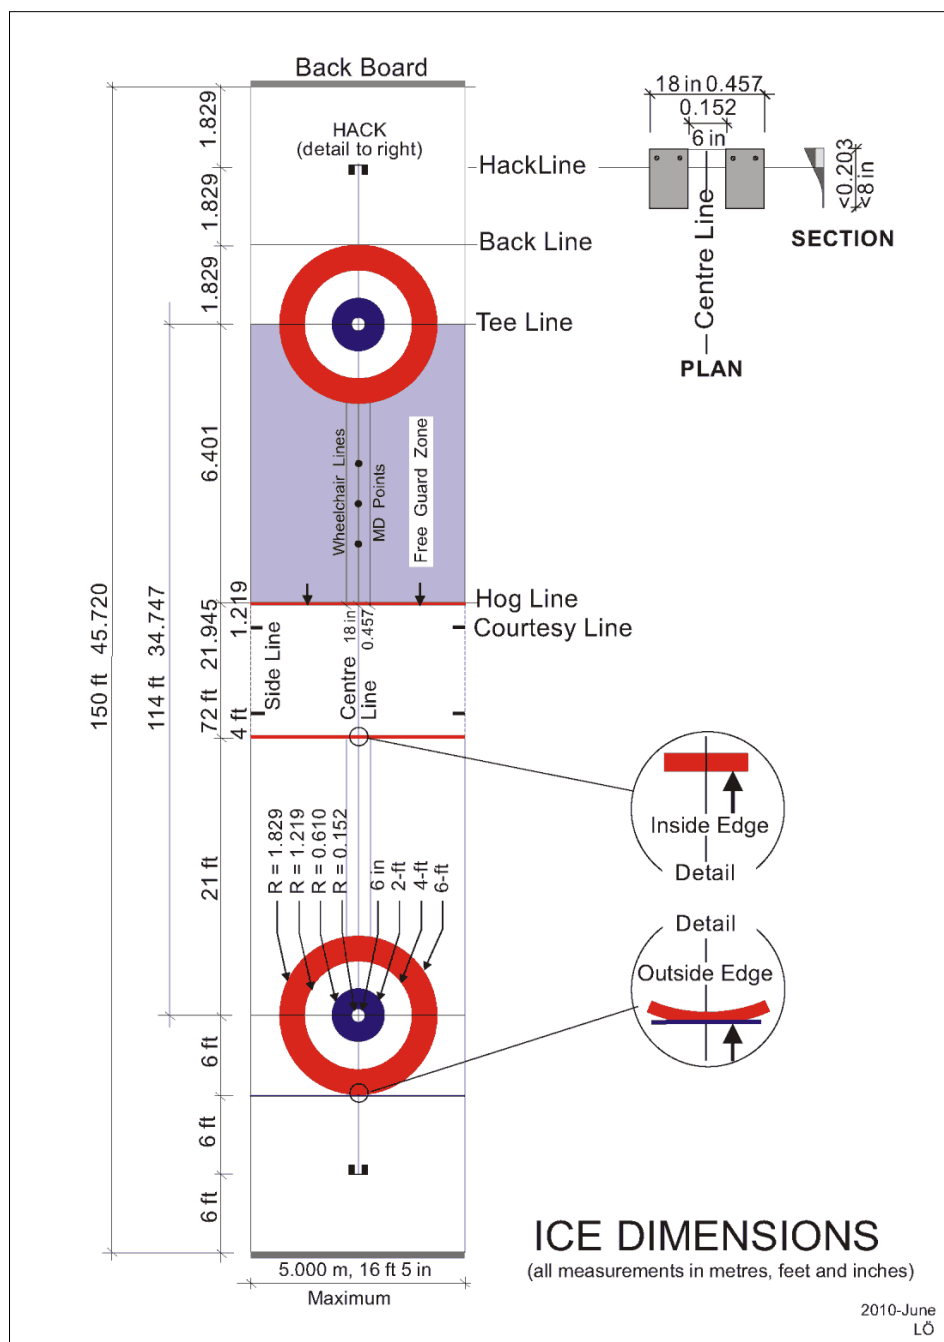 Back Board
18 in 0.457
0.152
6 in
HACK
(detail to right)
HackLine
Back Line
Tee Line
<0.203
<8 in
SECTION
Centre Line
PLAN
1.829
1.829
1.829
6.401
Wheelchair Lines
MD Points
Free Guard Zone
Hog Line
Courtesy Line
150 ft 45.720
114 ft 34.747
72 ft 21.945
4 ft 1.219
Side Line
Centre
Line
18 in
0.457
Inside Edge
Detail
21 ft
R = 1.829
R = 1.219
R = 0.610
R = 0.152
6 in
2-ft
4-ft
6-ft
Detail
Outside Edge
6 ft
6 ft
6 ft
5.000 m, 16 ft 5 in
Maximum
ICE DIMENSIONS
(all measurements in metres, feet and inches)
2010-June
LÖ